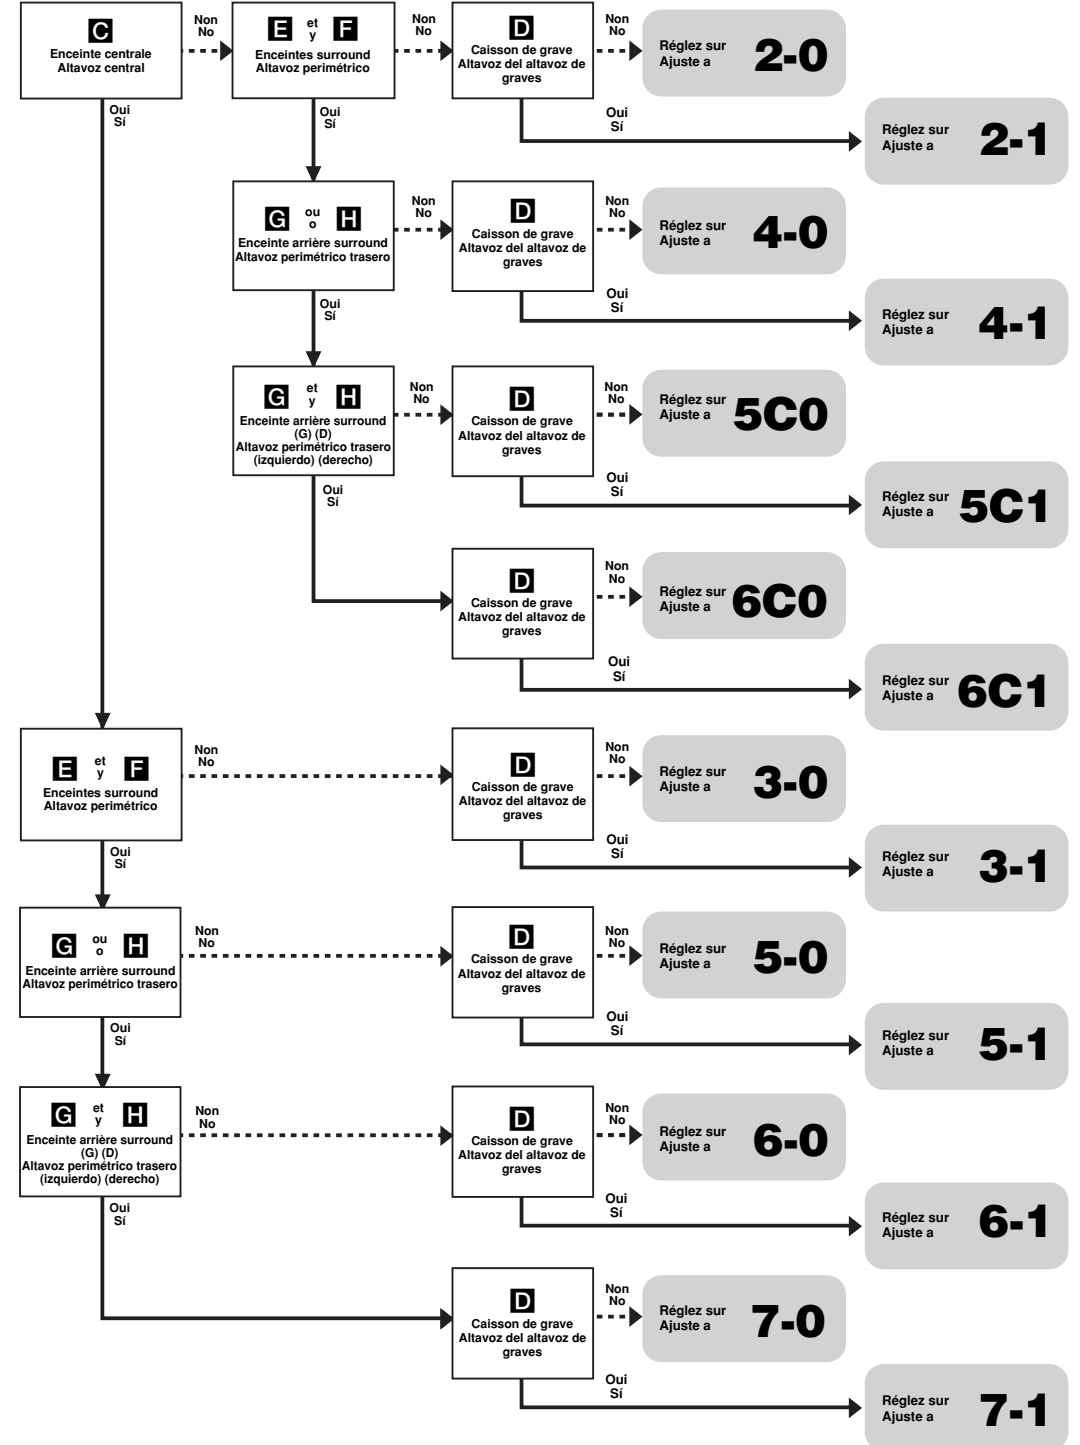 C
Enceinte centrale
Altavoz central
Non
No
E et y F
Enceintes surround
Altavoz perimétrico
Non
No
D
Caisson de grave
Altavoz del altavoz de
graves
Non
No
Réglez sur
Ajuste a
2-0
Oui
Sí
Oui
Sí
Oui
Sí
Réglez sur
Ajuste a
2-1
G ou o H
Enceinte arrière surround
Altavoz perimétrico trasero
Non
No
D
Caisson de grave
Altavoz del altavoz de
graves
Non
No
Réglez sur
Ajuste a
4-0
Oui
Sí
Oui
Sí
Réglez sur
Ajuste a
4-1
G et y H
Enceinte arrière surround
(G) (D)
Altavoz perimétrico trasero
(izquierdo) (derecho)
Non
No
D
Caisson de grave
Altavoz del altavoz de
graves
Non
No
Réglez sur
Ajuste a
5C0
Oui
Sí
Oui
Sí
Réglez sur
Ajuste a
5C1
D
Caisson de grave
Altavoz del altavoz de
graves
Non
No
Réglez sur
Ajuste a
6C0
Oui
Sí
Réglez sur
Ajuste a
6C1
E et y F
Enceintes surround
Altavoz perimétrico
Non
No
D
Caisson de grave
Altavoz del altavoz de
graves
Non
No
Réglez sur
Ajuste a
3-0
Oui
Sí
Oui
Sí
Réglez sur
Ajuste a
3-1
G ou o H
Enceinte arrière surround
Altavoz perimétrico trasero
Non
No
D
Caisson de grave
Altavoz del altavoz de
graves
Non
No
Réglez sur
Ajuste a
5-0
Oui
Sí
Oui
Sí
Réglez sur
Ajuste a
5-1
G et y H
Enceinte arrière surround
(G) (D)
Altavoz perimétrico trasero
(izquierdo) (derecho)
Non
No
D
Caisson de grave
Altavoz del altavoz de
graves
Non
No
Réglez sur
Ajuste a
6-0
Oui
Sí
Oui
Sí
Réglez sur
Ajuste a
6-1
D
Caisson de grave
Altavoz del altavoz de
graves
Non
No
Réglez sur
Ajuste a
7-0
Oui
Sí
Réglez sur
Ajuste a
7-1